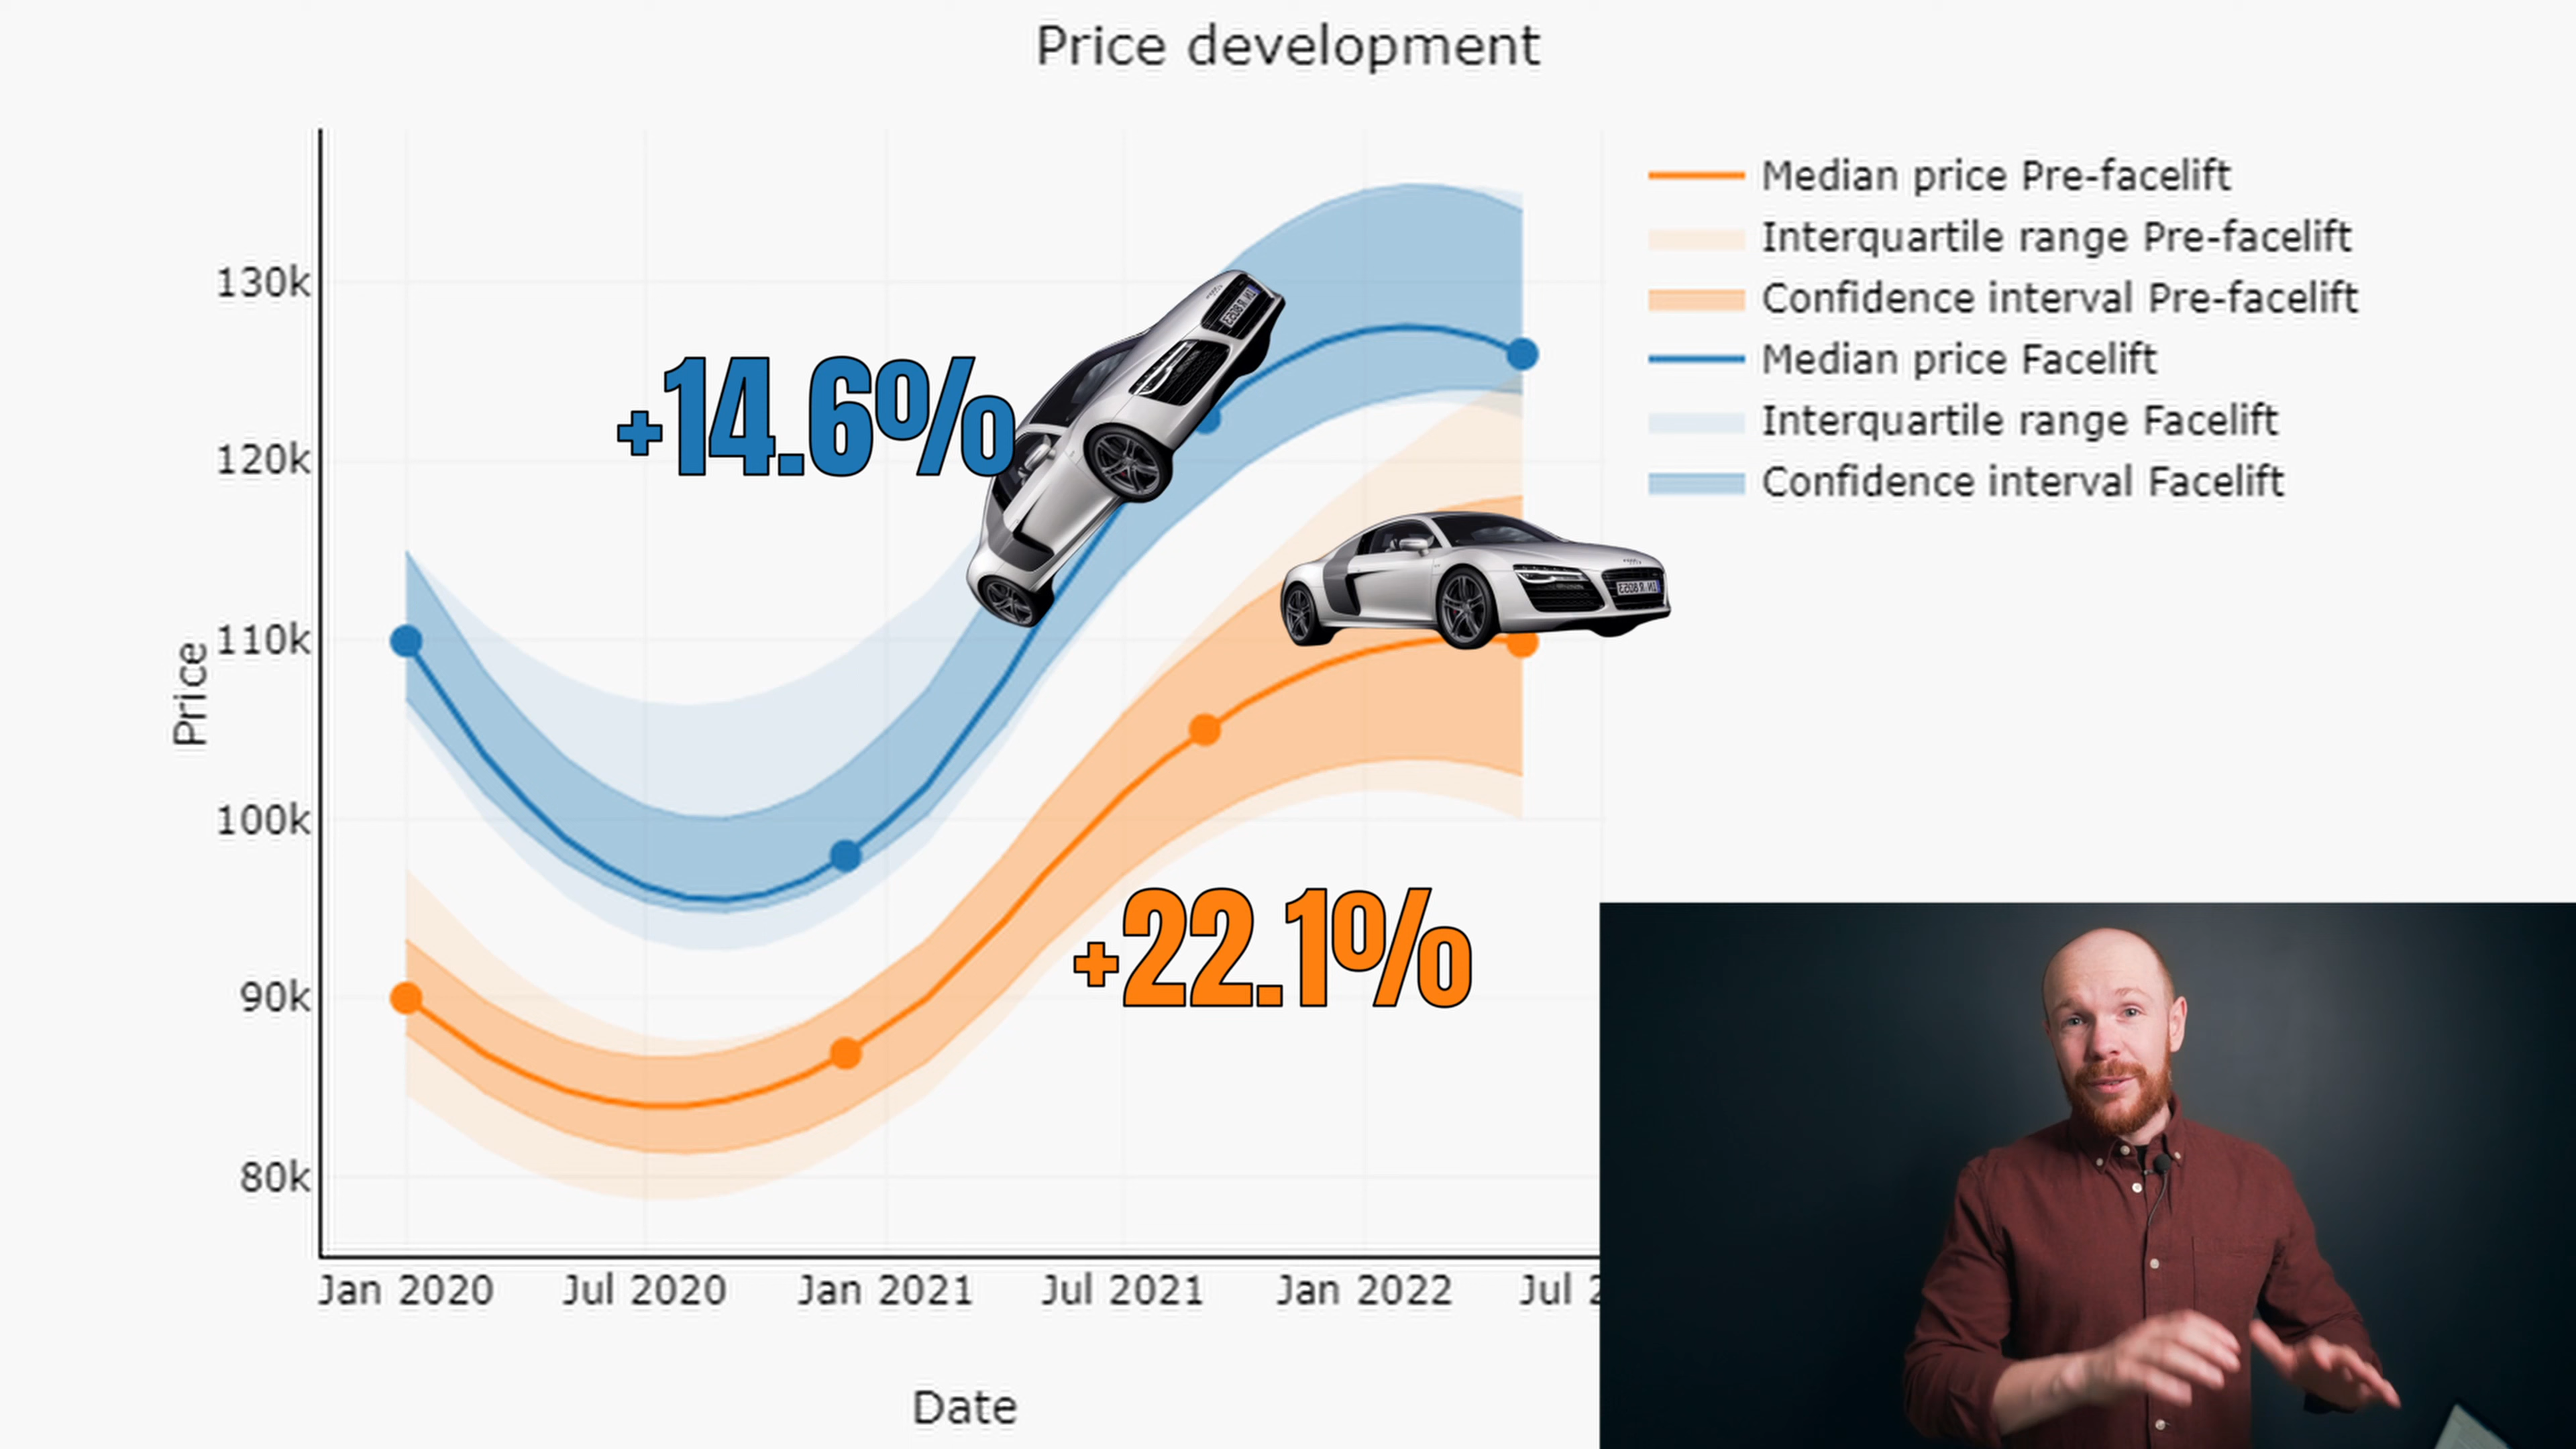 Price development
Median price Pre-facelift
Interquartile range Pre-facelift
Confidence interval Pre-facelift
Median price Facelift
Interquartile range Facelift
Confidence interval Facelift
130k
120k
110k
100k
90k
80k
Price
+14.6%
+22.1%
Jan 2020
Jul 2020
Jan 2021
Jul 2021
Jan 2022
Jul 2
Date